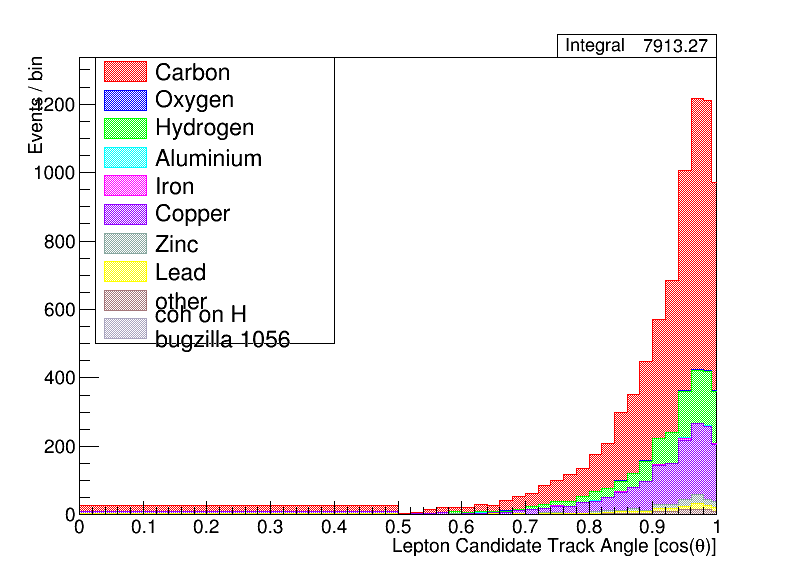 Integral 7913.27
Events / bin
Carbon
Oxygen
Hydrogen
Aluminium
Iron
Copper
Zinc
Lead
other
coh on H
bugzilla 1056
1200
1000
800
600
400
200
0
0 0.1 0.2 0.3 0.4 0.5 0.6 0.7 0.8 0.9 1
Lepton Candidate Track Angle [cos(θ)]